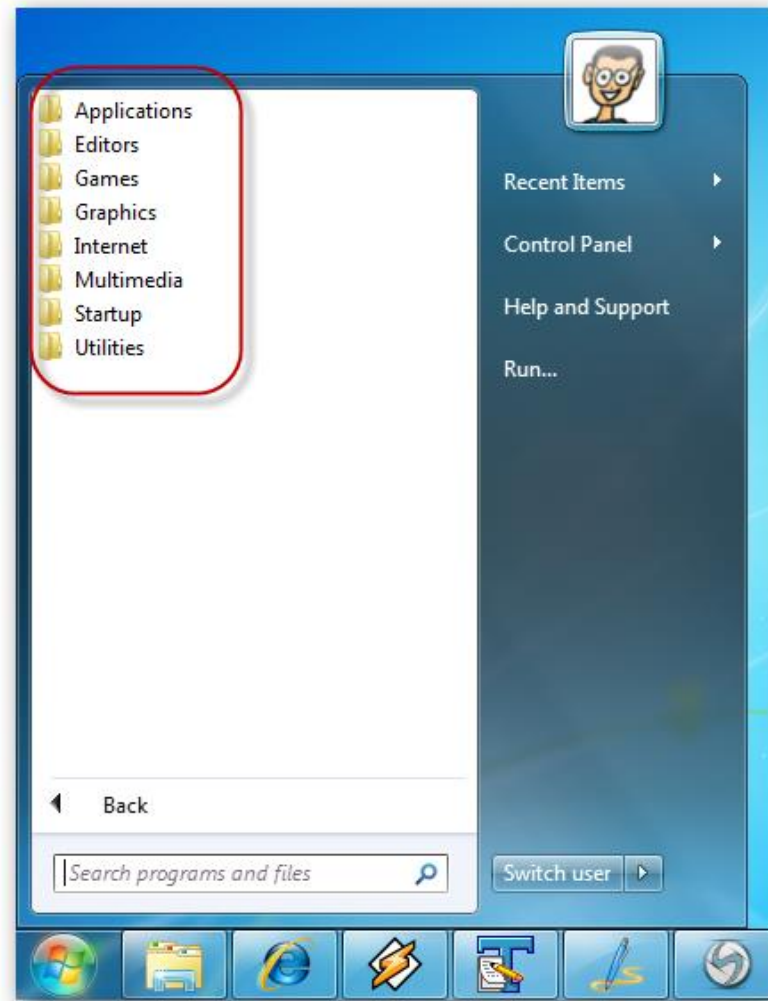 Applications
Editors
Games
Graphics
Internet
Multimedia
Startup
Utilities
Back
Search programs and files
Recent Items
Control Panel
Help and Support
Run...
Switch user